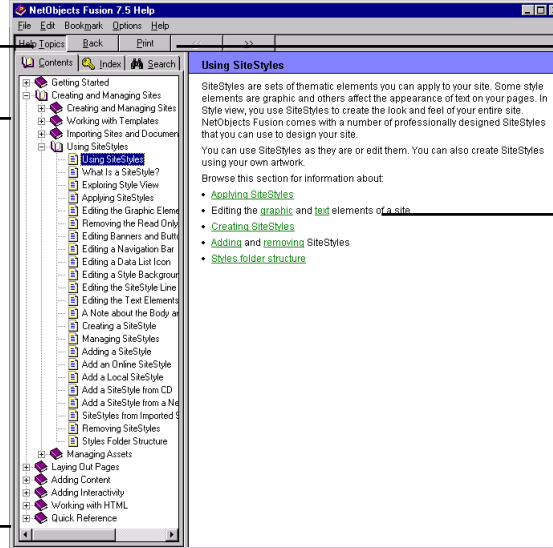 NetObjects Fusion 7.5 Help
File Edit Bookmark Options Help
Help Topics Back Print << >>
Contents Index Search
Getting Started
Creating and Managing Sites
Creating and Managing Sites
Working with Templates
Importing Sites and Documen
Using SiteStyles
Using SiteStyles
What Is a SiteStyle?
Exploring Style View
Applying SiteStyles
Editing the Graphic Eleme
Removing the Read Only
Editing Banners and Butto
Editing a Navigation Bar
Editing a Data List Icon
Editing a Style Backgroun
Editing the SiteStyle Line
Editing the Text Elements
A Note about the Body an
Creating a SiteStyle
Managing SiteStyles
Adding a SiteStyle
Add an Online SiteStyle
Add a Local SiteStyle
Add a SiteStyle from CD
Add a SiteStyle from a Ne
SiteStyles from Imported S
Removing SiteStyles
Styles Folder Structure
Managing Assets
Laying Out Pages
Adding Content
Adding Interactivity
Working with HTML
Quick Reference
Using SiteStyles
SiteStyles are sets of thematic elements you can apply to your site. Some style
elements are graphic and others affect the appearance of text on your pages. In
Style view, you use SiteStyles to create the look and feel of your entire site.
NetObjects Fusion comes with a number of professionally designed SiteStyles
that you can use to design your site.
You can use SiteStyles as they are or edit them. You can also create SiteStyles
using your own artwork.
Browse this section for information about:
• Applying SiteStyles
• Editing the graphic and text elements of a site
• Creating SiteStyles
• Adding and removing SiteStyles
• Styles folder structure